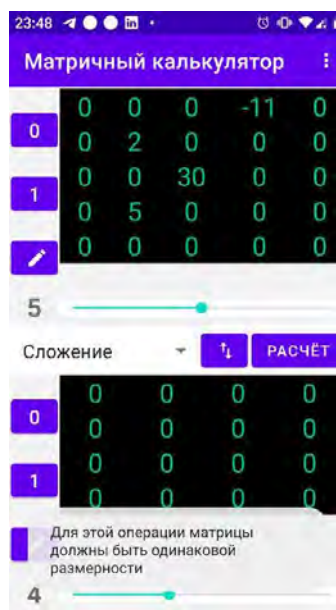 23:48
Матричный калькулятор
0
0 0 0 -11 0
0 2 0 0 0
1
0 0 30 0 0
0 5 0 0 0
0 0 0 0 0
5
Сложение
РАСЧЁТ
0
0 0 0 0
0 0 0 0
1
0 0 0 0
0 0 0 0
Для этой операции матрицы
должны быть одинаковой
размерности
4